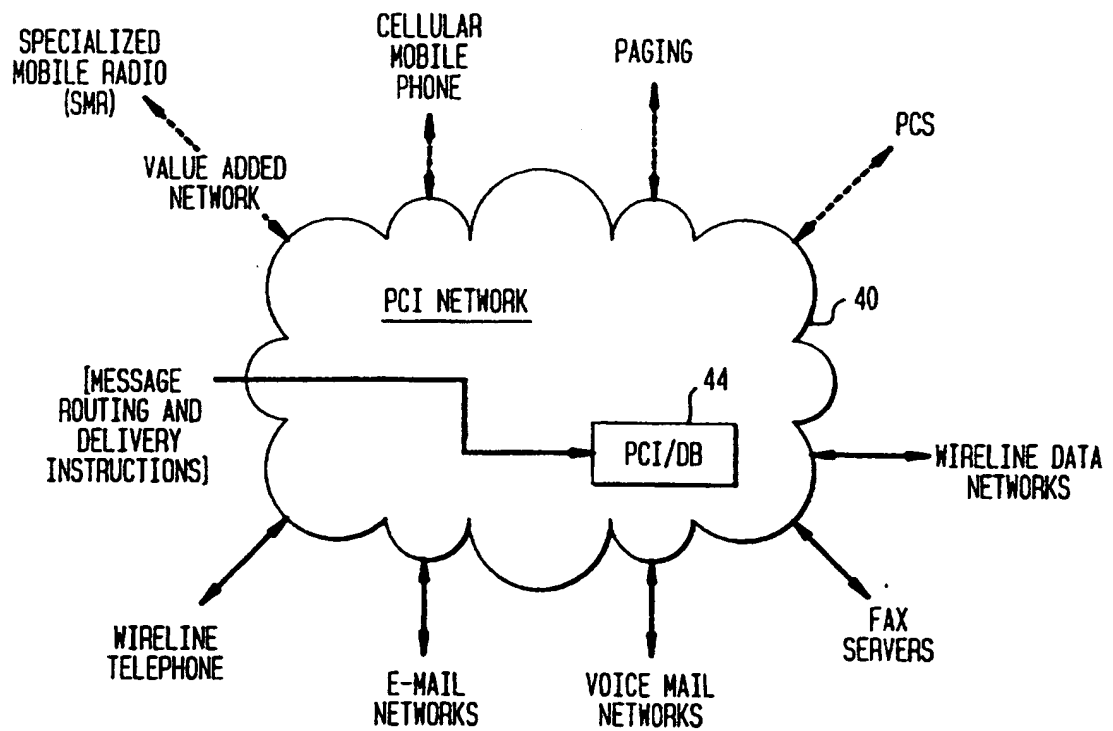 SPECIALIZED
MOBILE RADIO
(SMR)
CELLULAR
MOBILE
PHONE
PAGING
PCS
VALUE ADDED
NETWORK
PCI NETWORK
40
[MESSAGE
ROUTING AND
DELIVERY
INSTRUCTIONS]
44
PCI/DB
WIRELINE DATA
NETWORKS
WIRELINE
TELEPHONE
E-MAIL
NETWORKS
VOICE MAIL
NETWORKS
FAX
SERVERS